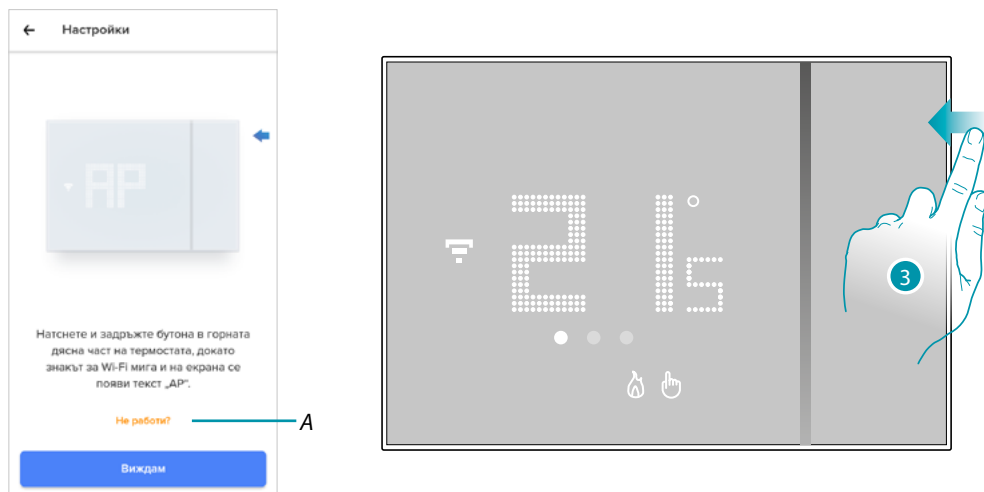 Настройки
AP
Натснете и задръжте бутона в горната
дясна част на термостата, докато
знакът за Wi-Fi мига и на екрана се
появи текст „AP“.
Не работи?
A
Виждам
21°5
3